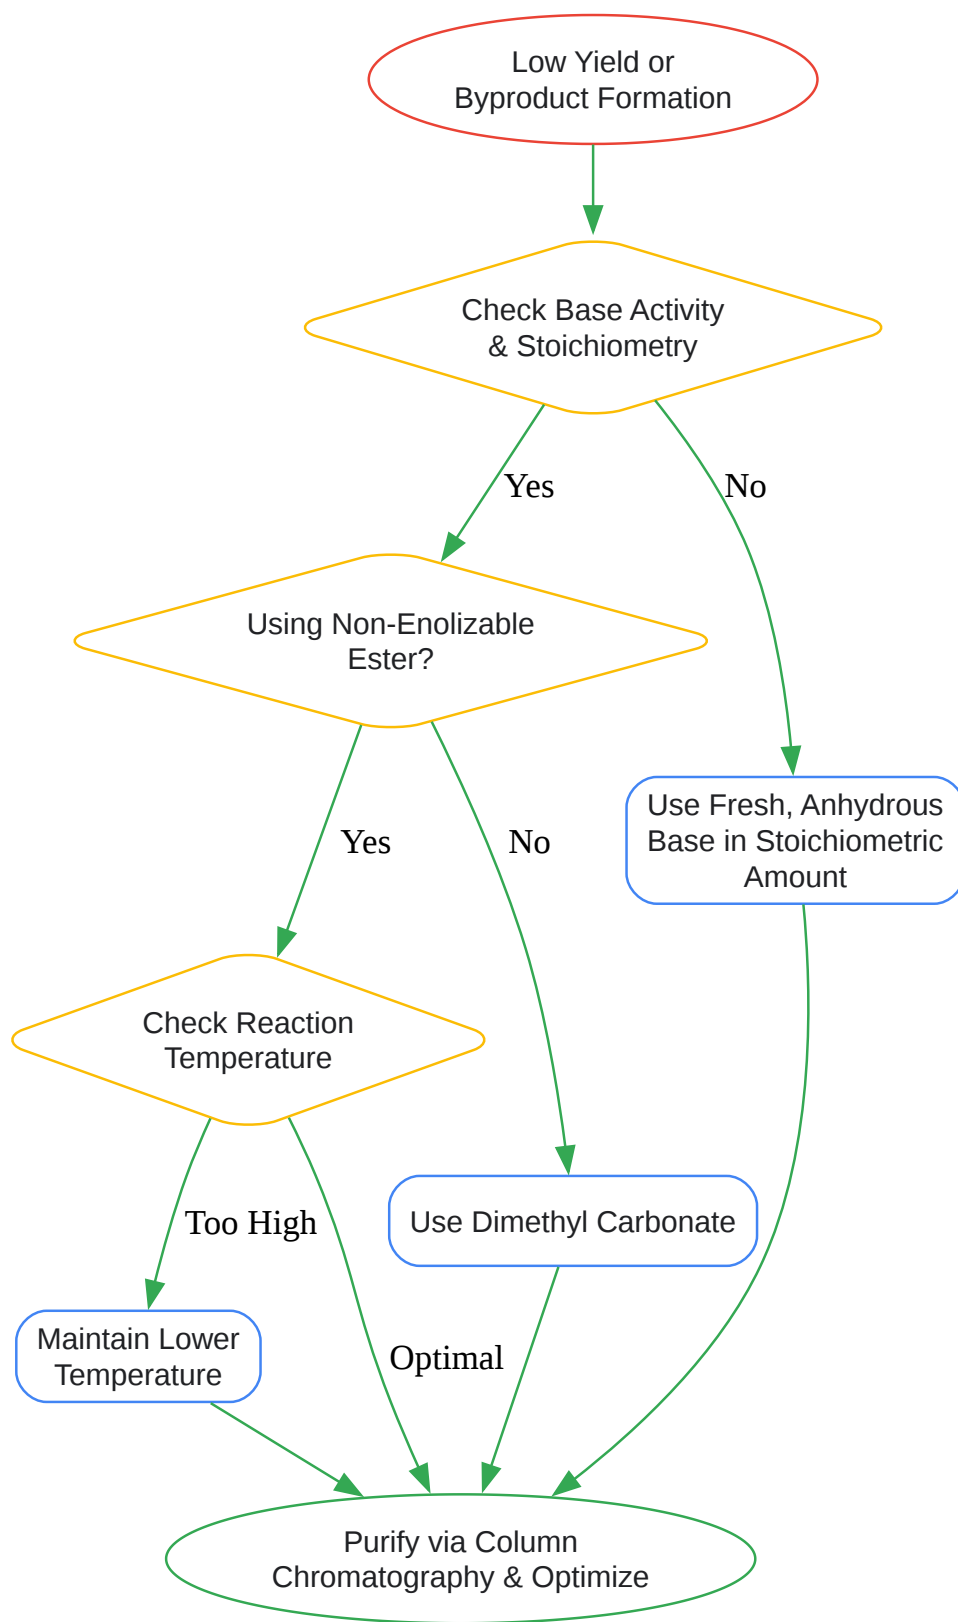 Low Yield or
Byproduct Formation
Check Base Activity
& Stoichiometry
Yes
No
Using Non-Enolizable
Ester?
Use Fresh, Anhydrous
Base in Stoichiometric
Amount
Yes
No
Check Reaction
Temperature
Too High
Use Dimethyl Carbonate
Maintain Lower
Temperature
Optimal
Purify via Column
Chromatography & Optimize